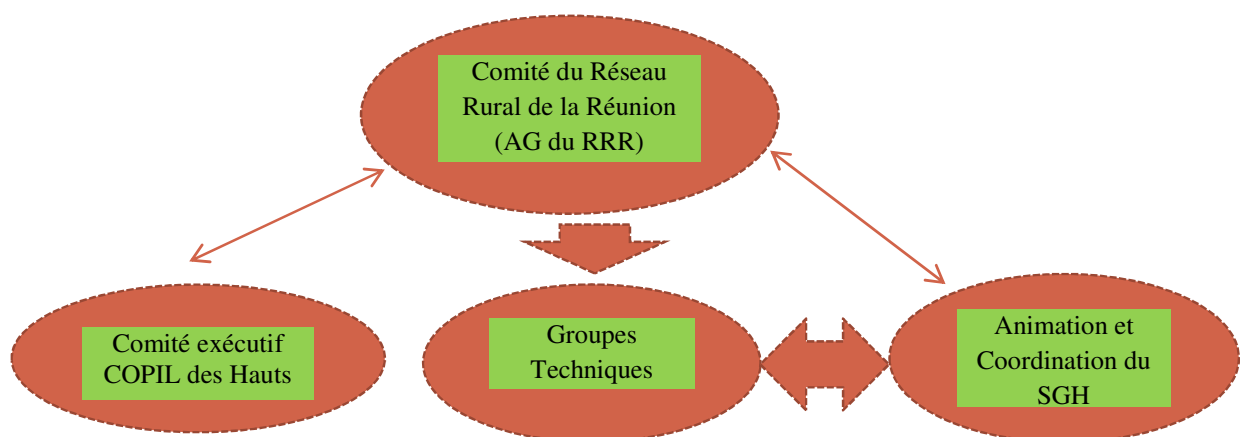 Comité du Réseau
Rural de la Réunion
(AG du RRR)
Comité exécutif
COPIL des Hauts
Groupes
Techniques
Animation et
Coordination du
SGH